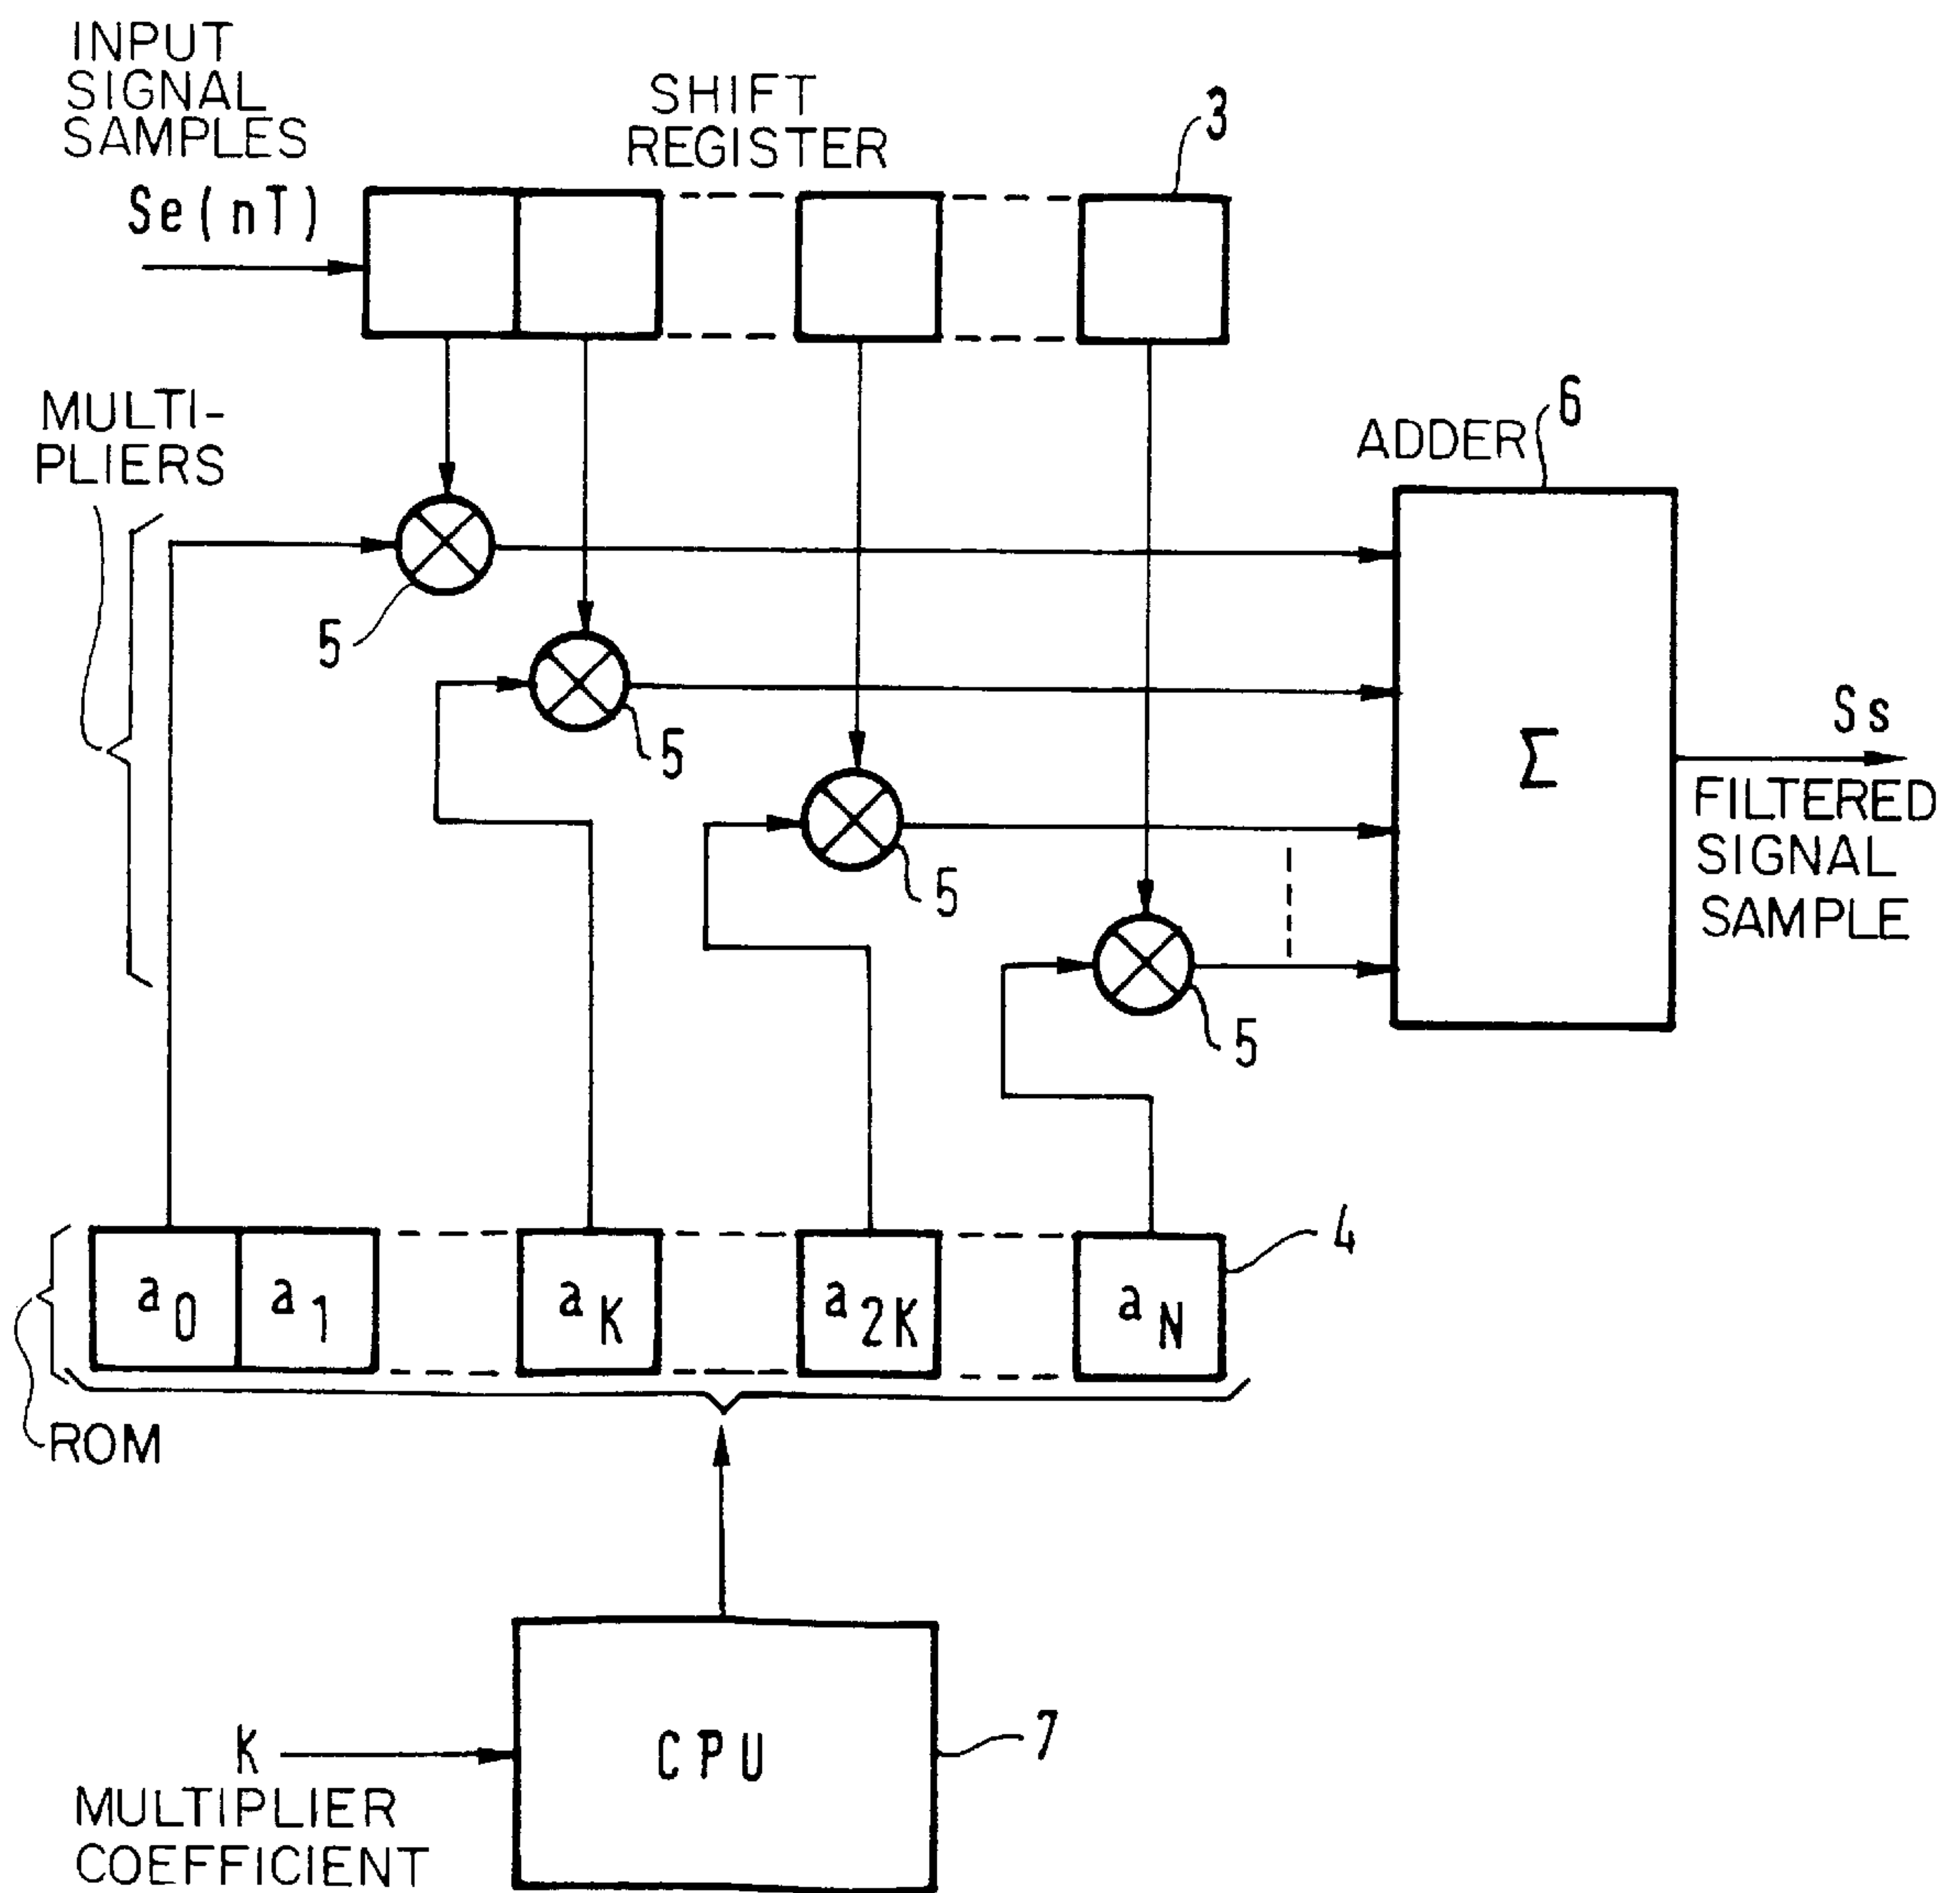 INPUT
SIGNAL
SAMPLES
Se(nT)
SHIFT
REGISTER
3
MULTI-
PLIERS
ADDER
6
5
5
5
5
Σ
Ss
FILTERED
SIGNAL
SAMPLE
4
a0
a1
aK
a2K
aN
ROM
K
MULTIPLIER
COEFFICIENT
CPU
7